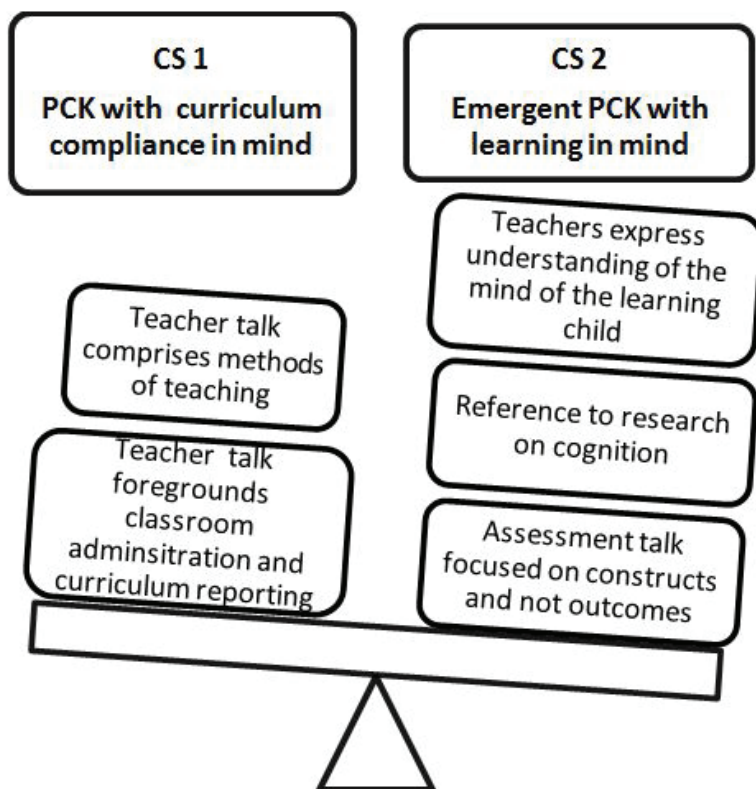 CS 1
PCK with curriculum
compliance in mind
CS 2
Emergent PCK with
learning in mind
Teacher talk
comprises methods
of teaching
Teacher talk
foregrounds
classroom
adminsitration and
curriculum reporting
Teachers express
understanding of the
mind of the learning
child
Reference to research
on cognition
Assessment talk
focused on constructs
and not outcomes